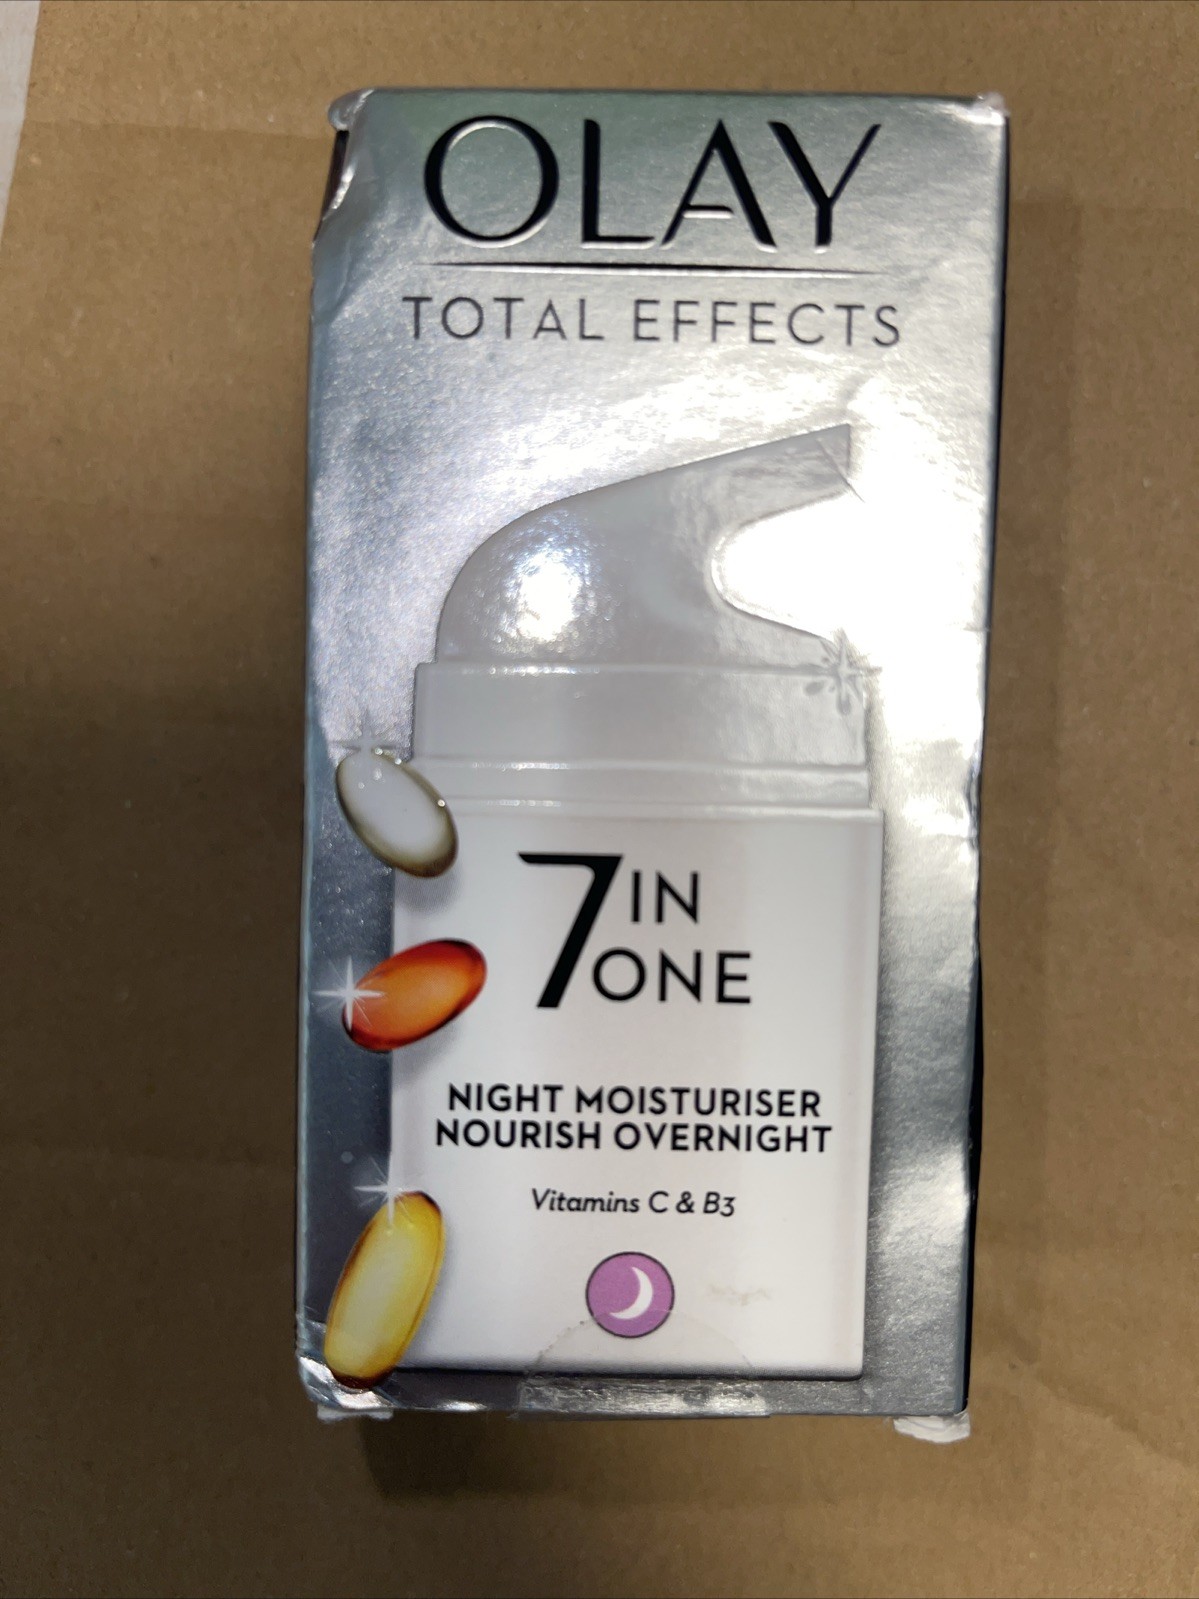 OLAY
TOTAL EFFECTS
7 IN
ONE
NIGHT MOISTURISER
NOURISH OVERNIGHT
Vitamins C & B3